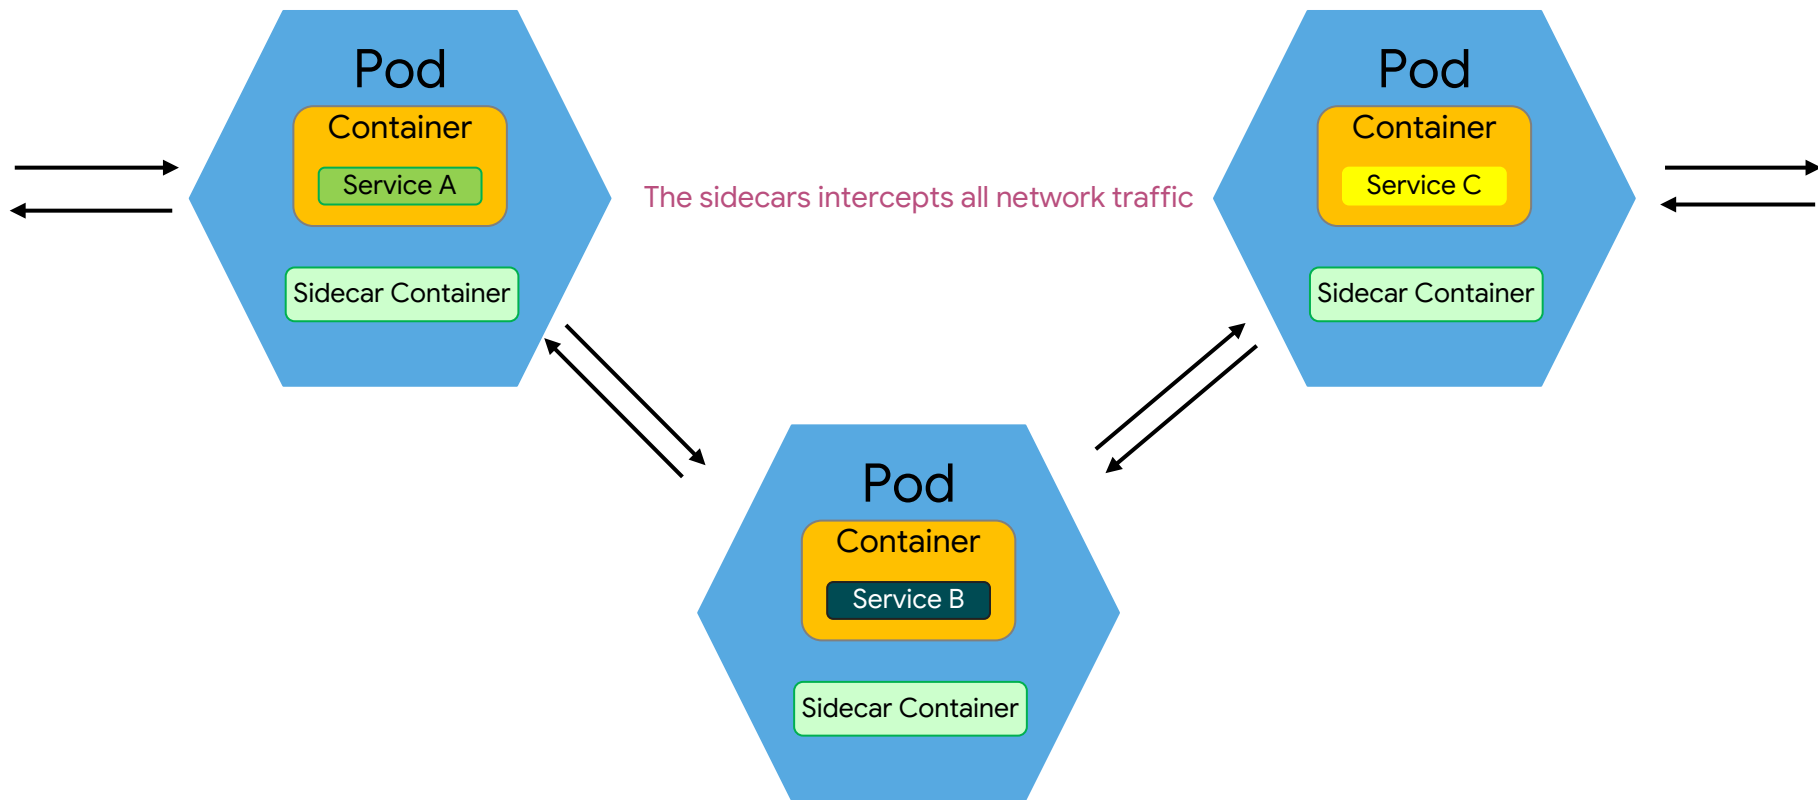 Pod
Container
Service A
Sidecar Container
The sidecars intercepts all network traffic
Pod
Container
Service C
Sidecar Container
Pod
Container
Service B
Sidecar Container